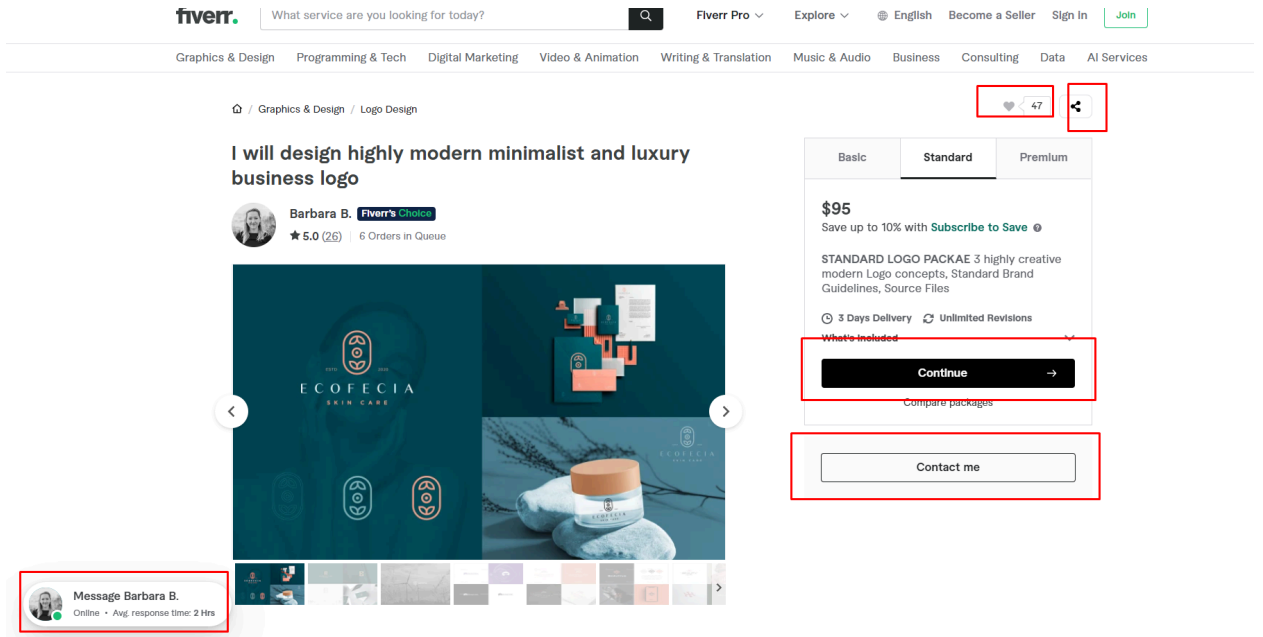 fiverr.
What service are you looking for today?
Fiverr Pro
Explore
English
Become a Seller
Sign In
Join
Graphics & Design
Programming & Tech
Digital Marketing
Video & Animation
Writing & Translation
Music & Audio
Business
Consulting
Data
AI Services
/ Graphics & Design / Logo Design
47
I will design highly modern minimalist and luxury
business logo
Barbara B. Fiverr's Choice
5.0 (26) | 6 Orders in Queue
ECOFECIA
SKIN CARE
ECOFECIA
Basic
Standard
Premium
$95
Save up to 10% with Subscribe to Save
STANDARD LOGO PACKAE 3 highly creative
modern Logo concepts, Standard Brand
Guidelines, Source Files
3 Days Delivery
Unlimited Revisions
What's Included
Continue
Compare packages
Contact me
Message Barbara B.
Online • Avg. response time: 2 Hrs